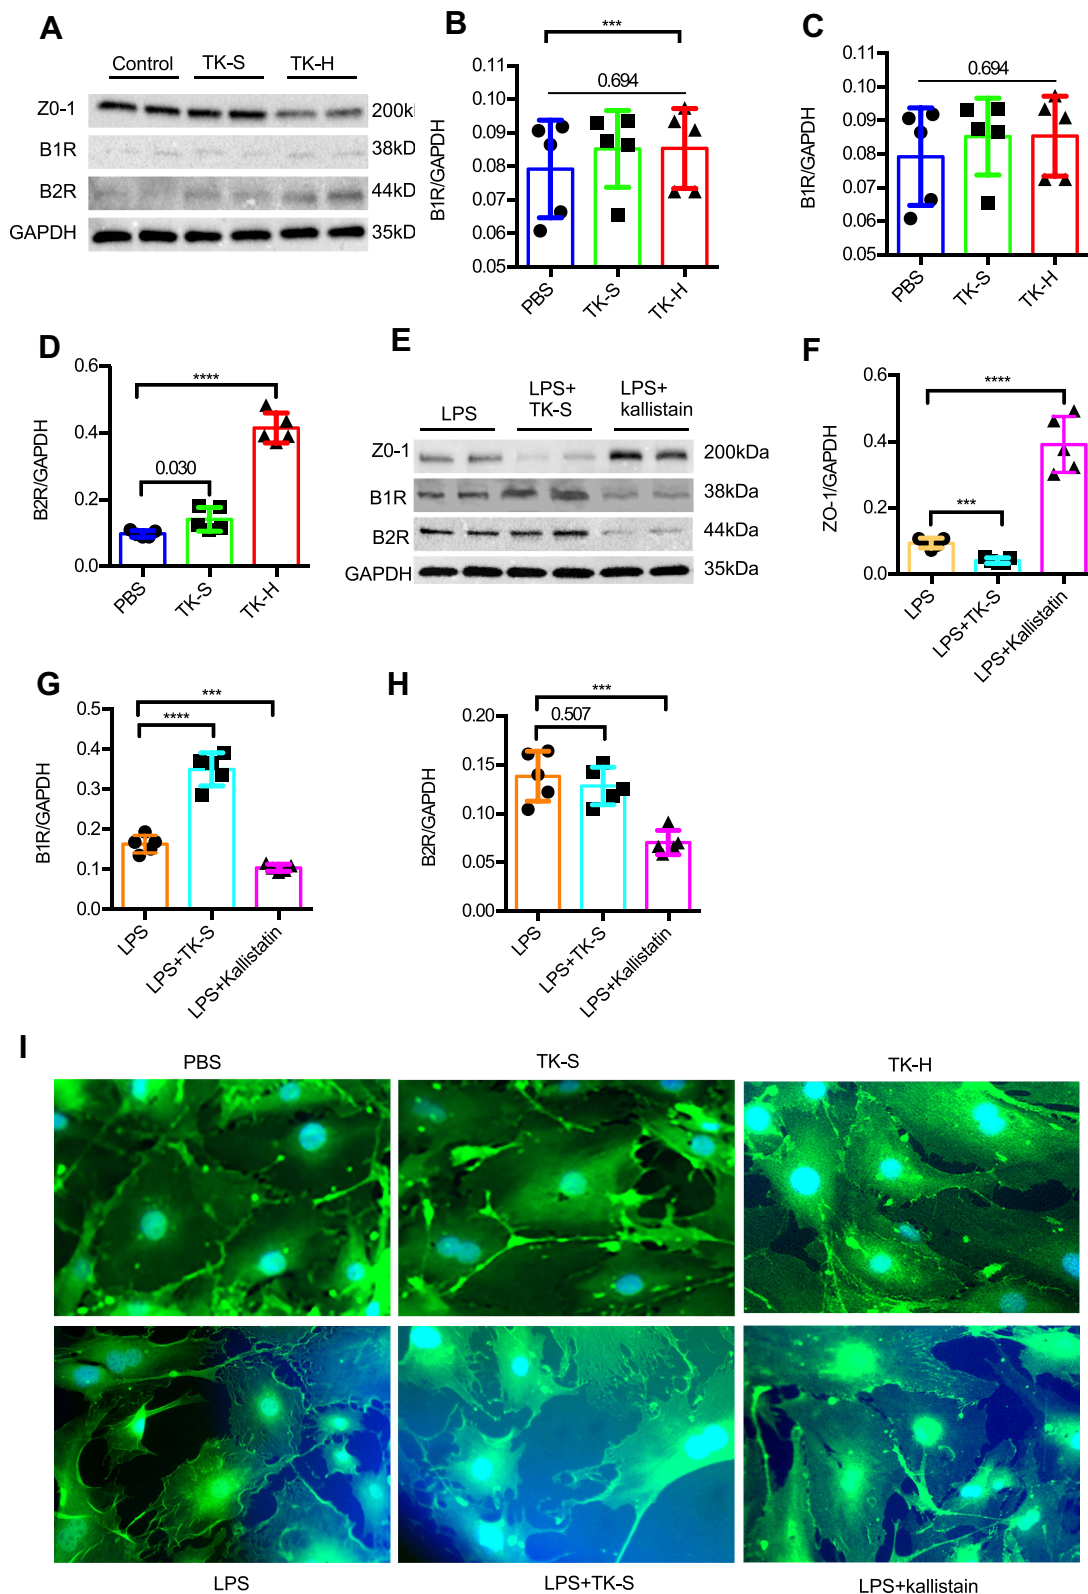 A
Control TK-S TK-H
Z0-1 200kD
B1R 38kD
B2R 44kD
GAPDH 35kD
B
***
0.694
B1R/GAPDH
0.11
0.10
0.09
0.08
0.07
0.06
0.05
PBS TK-S TK-H
C
0.694
B1R/GAPDH
0.11
0.10
0.09
0.08
0.07
0.06
0.05
PBS TK-S TK-H
D
****
0.030
B2R/GAPDH
0.6
0.4
0.2
0.0
PBS TK-S TK-H
E
LPS LPS+ LPS+
TK-S kallistain
Z0-1 200kDa
B1R 38kDa
B2R 44kDa
GAPDH 35kDa
F
****
***
ZO-1/GAPDH
0.6
0.4
0.2
0.0
LPS LPS+TK-S LPS+Kallistatin
G
***
****
B1R/GAPDH
0.5
0.4
0.3
0.2
0.1
0.0
LPS LPS+TK-S LPS+Kallistatin
H
***
0.507
B2R/GAPDH
0.20
0.15
0.10
0.05
0.00
LPS LPS+TK-S LPS+Kallistatin
I
PBS TK-S TK-H
LPS LPS+TK-S LPS+kallistain